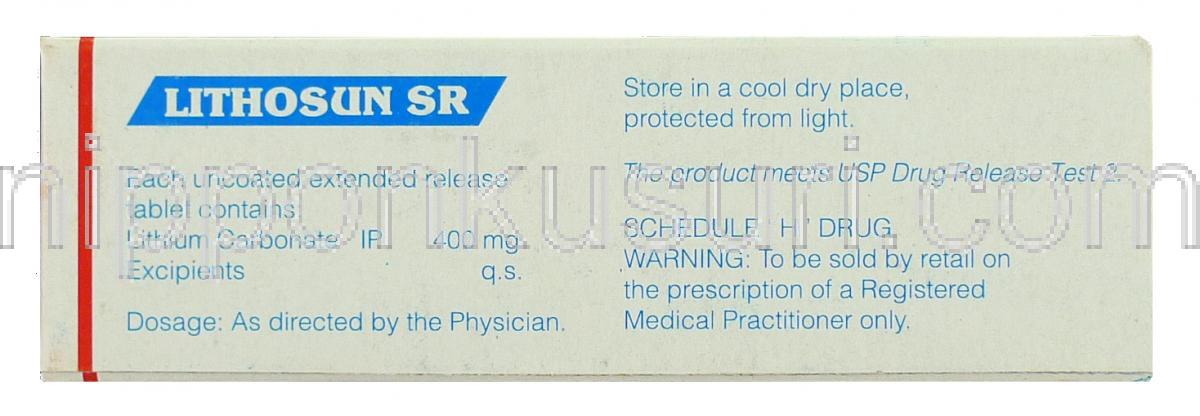 LITHOSUN SR
Each uncoated extended release
tablet contains:
Lithium Carbonate IP 400 mg.
Excipients q.s.
Dosage: As directed by the Physician.
Store in a cool dry place,
protected from light.
The product meets USP Drug Release Test 2.
SCHEDULE 'H' DRUG
WARNING: To be sold by retail on
the prescription of a Registered
Medical Practitioner only.
nipponkusuri.com